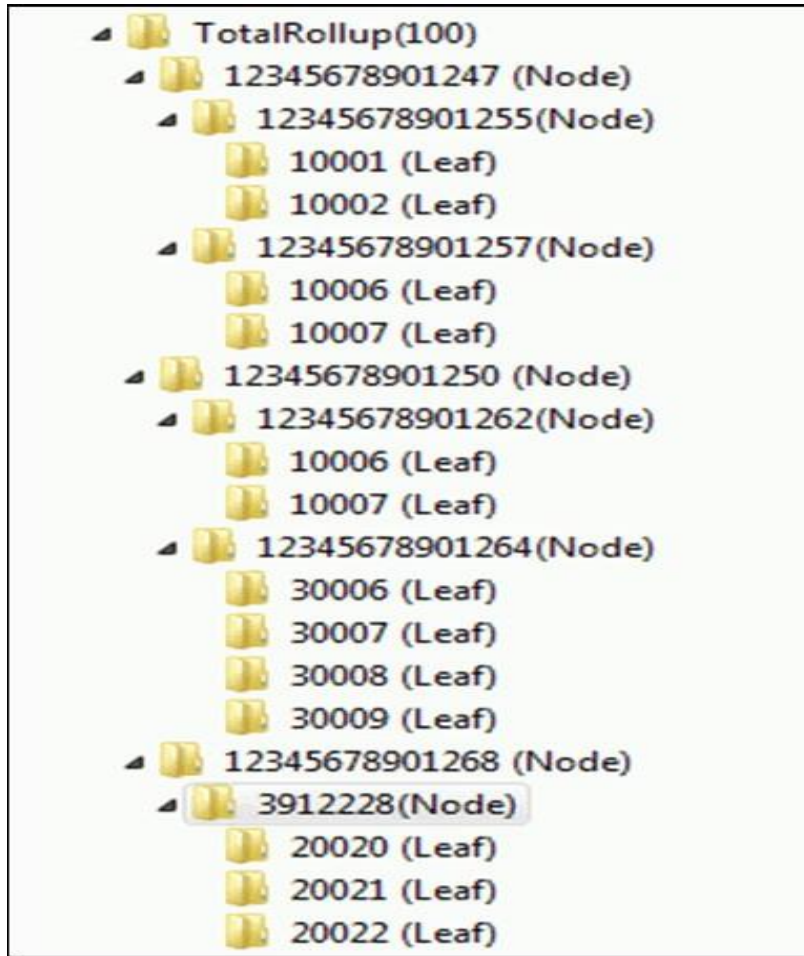 TotalRollup(100)
12345678901247 (Node)
12345678901255(Node)
10001 (Leaf)
10002 (Leaf)
12345678901257(Node)
10006 (Leaf)
10007 (Leaf)
12345678901250 (Node)
12345678901262(Node)
10006 (Leaf)
10007 (Leaf)
12345678901264(Node)
30006 (Leaf)
30007 (Leaf)
30008 (Leaf)
30009 (Leaf)
12345678901268 (Node)
3912228(Node)
20020 (Leaf)
20021 (Leaf)
20022 (Leaf)